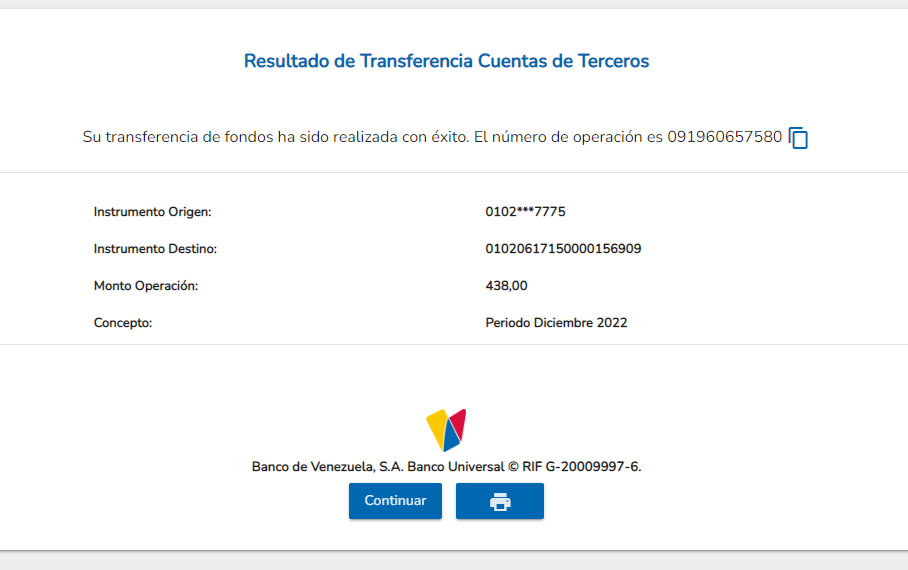 Resultado de Transferencia Cuentas de Terceros
Su transferencia de fondos ha sido realizada con éxito. El número de operación es 091960657580
Instrumento Origen: 0102***7775
Instrumento Destino: 01020617150000156909
Monto Operación: 438,00
Concepto: Periodo Diciembre 2022
Banco de Venezuela, S.A. Banco Universal © RIF G-20009997-6.
Continuar